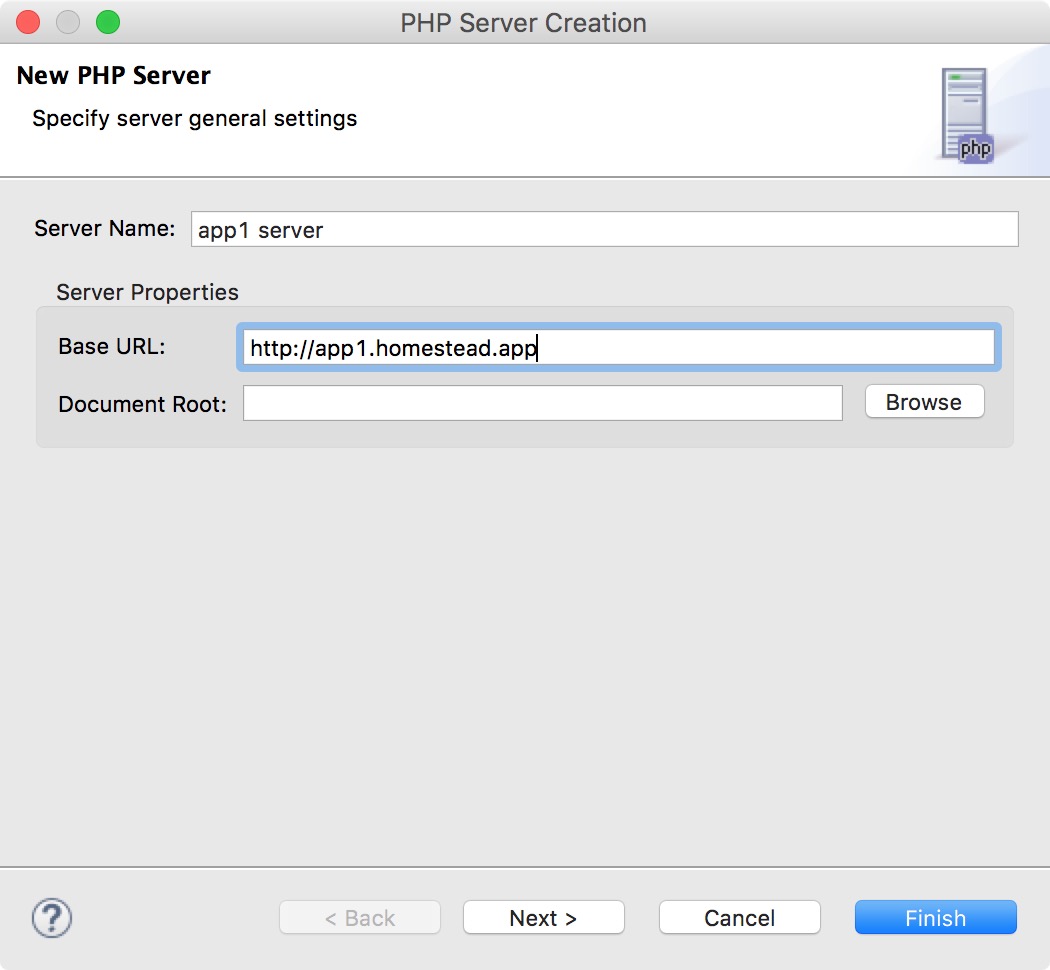 PHP Server Creation
New PHP Server
Specify server general settings
php
Server Name: app1 server
Server Properties
Base URL: http://app1.homestead.app
Document Root: Browse
? < Back Next > Cancel Finish